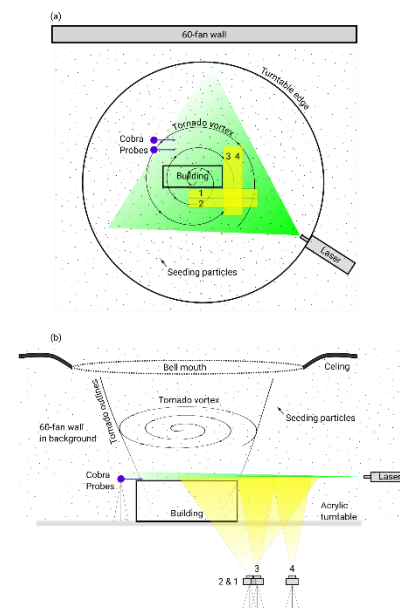 (a)
60-fan wall
Turntable edge
Tornado vortex
Cobra
Probes
3 4
Building
1
2
Laser
Seeding particles
(b)
Bell mouth
Celing
Tornado outlines
Tornado vortex
Seeding particles
60-fan wall
in background
Cobra
Probes
Laser
Building
Acrylic
turntable
3
4
2 & 1